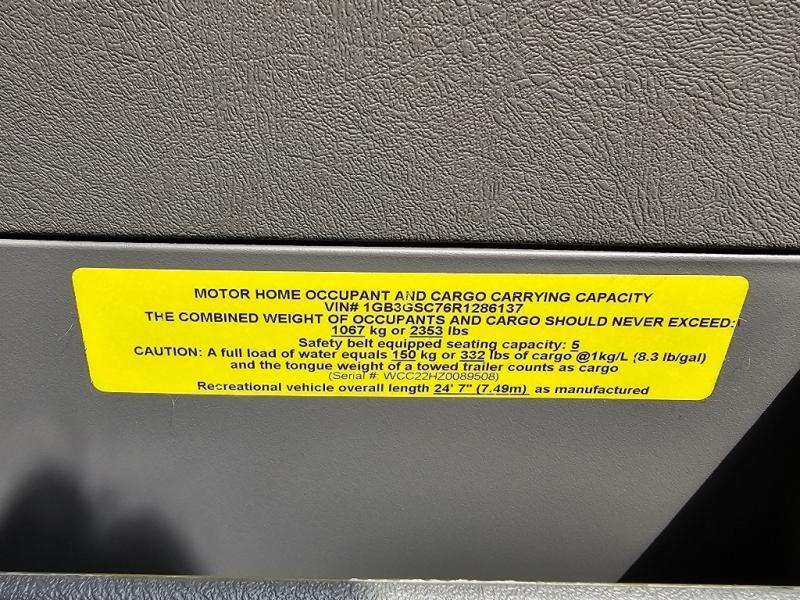 MOTOR HOME OCCUPANT AND CARGO CARRYING CAPACITY
VIN# 1GB3GSC76R1286137
THE COMBINED WEIGHT OF OCCUPANTS AND CARGO SHOULD NEVER EXCEED:
1067 kg or 2353 lbs
Safety belt equipped seating capacity: 5
CAUTION: A full load of water equals 150 kg or 332 lbs of cargo @1kg/L (8.3 lb/gal)
and the tongue weight of a towed trailer counts as cargo
(Serial #: WCC22HZ0089508)
Recreational vehicle overall length 24' 7" (7.49m) as manufactured